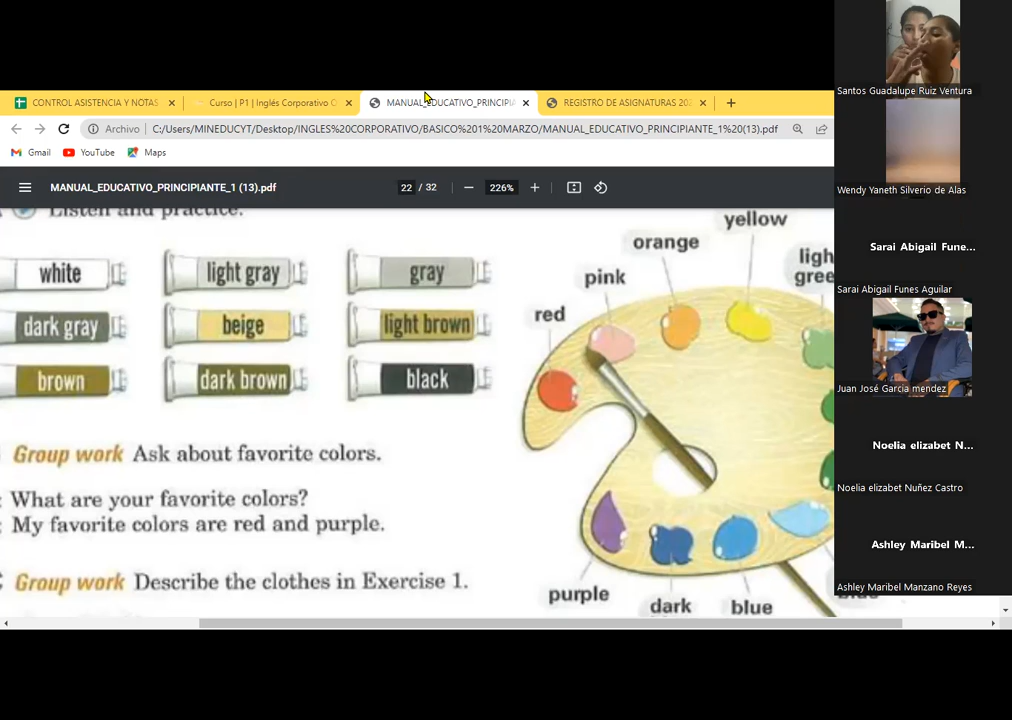 CONTROL ASISTENCIA Y NOTAS
Curso | P1 | Inglés Corporativo
MANUAL_EDUCATIVO_PRINCIPIA
REGISTRO DE ASIGNATURAS 202
Archivo
C:/Users/MINEDUCYT/Desktop/INGLES%20CORPORATIVO/BASICO%201%20MARZO/MANUAL_EDUCATIVO_PRINCIPIANTE_1%20(13).pdf
Gmail
YouTube
Maps
MANUAL_EDUCATIVO_PRINCIPIANTE_1 (13).pdf
22 / 32
226%
Listen and practice.
white
light gray
gray
dark gray
beige
light brown
brown
dark brown
black
red
pink
orange
yellow
purple
dark
blue
Group work Ask about favorite colors.
: What are your favorite colors?
: My favorite colors are red and purple.
Group work Describe the clothes in Exercise 1.
Santos Guadalupe Ruiz Ventura
Wendy Yaneth Silverio de Alas
Sarai Abigail Fune...
Sarai Abigail Funes Aguilar
Juan José Garcia mendez
Noelia elizabet N...
Noelia elizabet Nuñez Castro
Ashley Maribel M...
Ashley Maribel Manzano Reyes